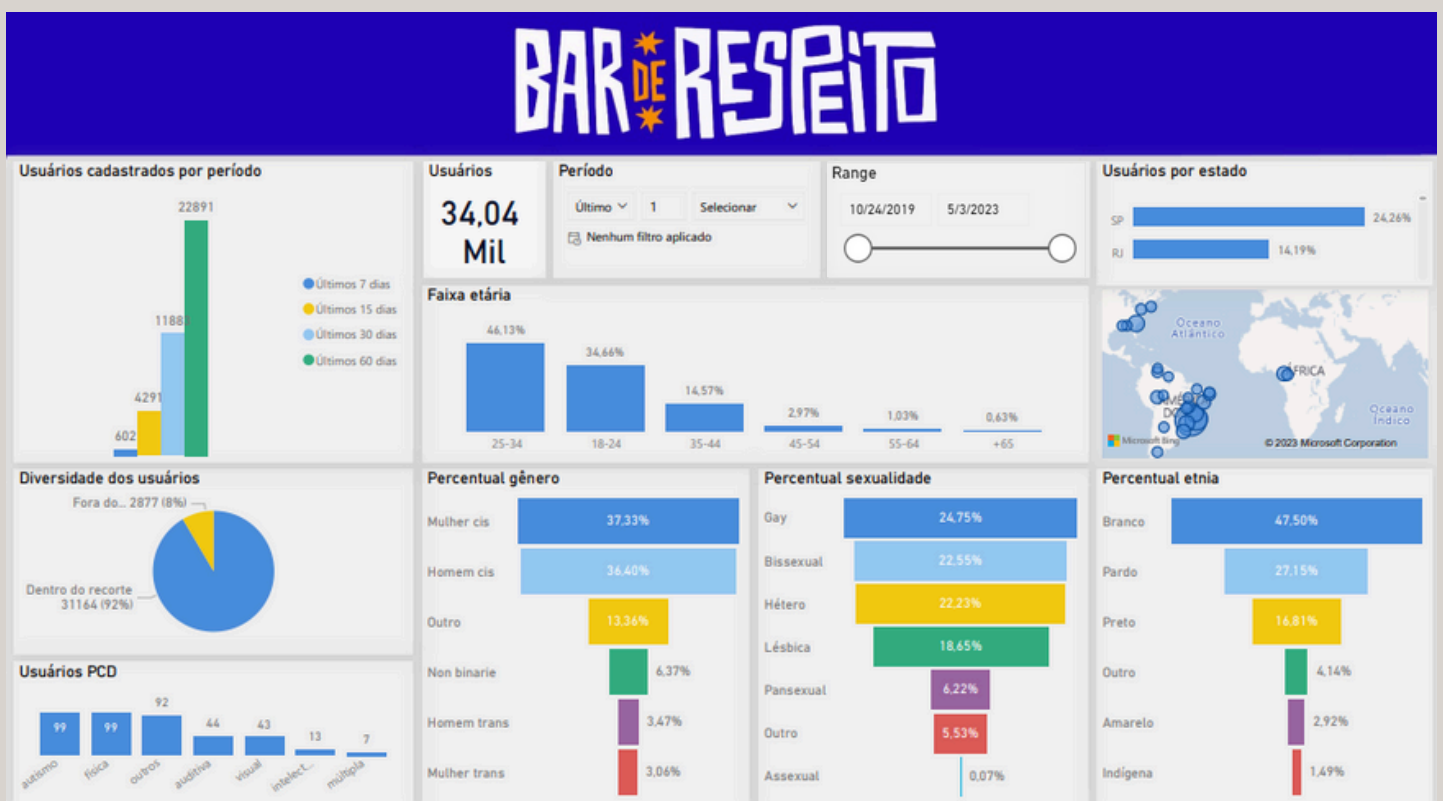 BAR DE RESPEITO
Usuários cadastrados por período
22891
11883
4291
602
Últimos 7 dias
Últimos 15 dias
Últimos 30 dias
Últimos 60 dias
Usuários
34,04
Mil
Período
Último
1
Selecionar
Nenhum filtro aplicado
Range
10/24/2019
5/3/2023
Usuários por estado
SP
24,26%
RJ
14,19%
Faixa etária
46,13%
34,66%
14,57%
2,97%
1,03%
0,63%
25-34
18-24
35-44
45-54
55-64
+65
Oceano
Atlântico
ÁFRICA
Oceano
Índico
Microsoft Bing
© 2023 Microsoft Corporation
Diversidade dos usuários
Fora do... 2877 (8%)
Dentro do recorte
31164 (92%)
Usuários PCD
99
99
92
44
43
13
7
autismo
física
outros
auditiva
visual
intelect...
múltipla
Percentual gênero
Mulher cis
37,33%
Homem cis
36,40%
Outro
13,36%
Non binarie
6,37%
Homem trans
3,47%
Mulher trans
3,06%
Percentual sexualidade
Gay
24,75%
Bissexual
22,55%
Hétero
22,23%
Lésbica
18,65%
Pansexual
6,22%
Outro
5,53%
Assexual
0,07%
Percentual etnia
Branco
47,50%
Pardo
27,15%
Preto
16,81%
Outro
4,14%
Amarelo
2,92%
Indígena
1,49%